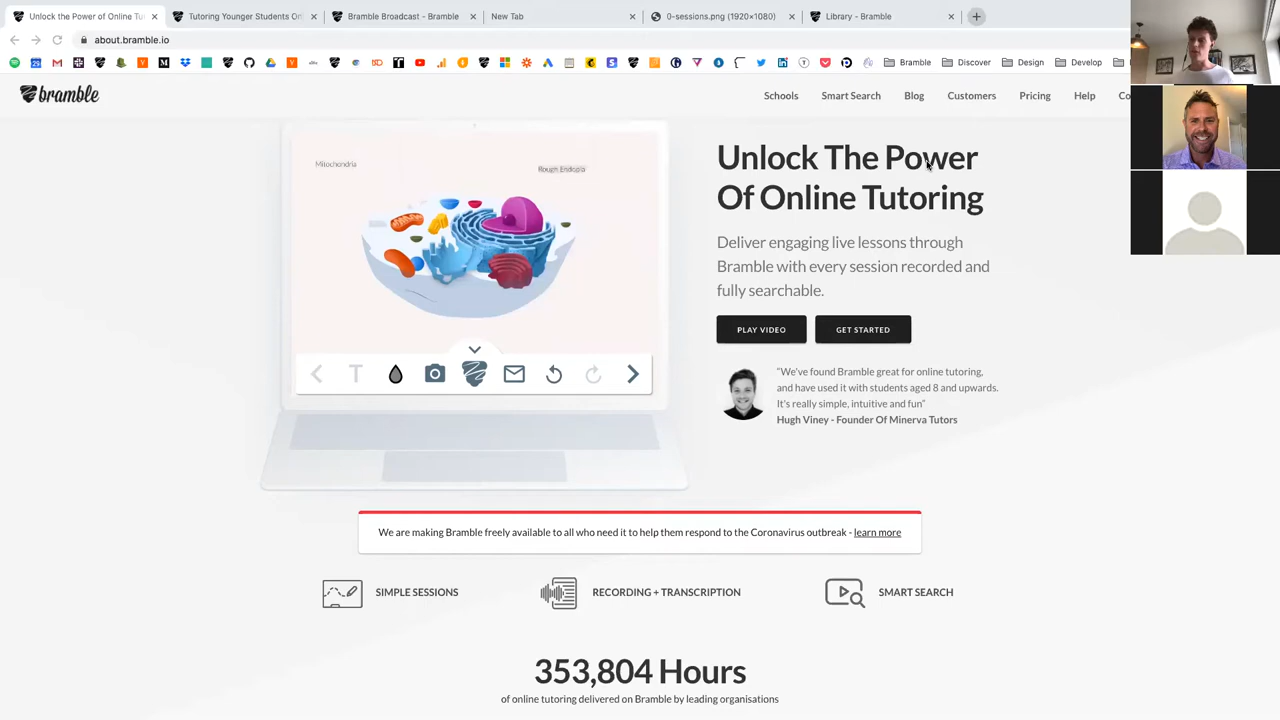 Unlock the Power of Online Tu
Tutoring Younger Students On
Bramble Broadcast - Bramble
New Tab
0-sessions.png (1920×1080)
Library - Bramble
about.bramble.io
Bramble
Discover
Design
Develop
bramble
Schools
Smart Search
Blog
Customers
Pricing
Help
Co
Mitochondria
Rough Endopla
T
Unlock The Power
Of Online Tutoring
Deliver engaging live lessons through
Bramble with every session recorded and
fully searchable.
PLAY VIDEO
GET STARTED
“We’ve found Bramble great for online tutoring,
and have used it with students aged 8 and upwards.
It’s really simple, intuitive and fun”
Hugh Viney - Founder Of Minerva Tutors
We are making Bramble freely available to all who need it to help them respond to the Coronavirus outbreak - learn more
SIMPLE SESSIONS
RECORDING + TRANSCRIPTION
SMART SEARCH
353,804 Hours
of online tutoring delivered on Bramble by leading organisations